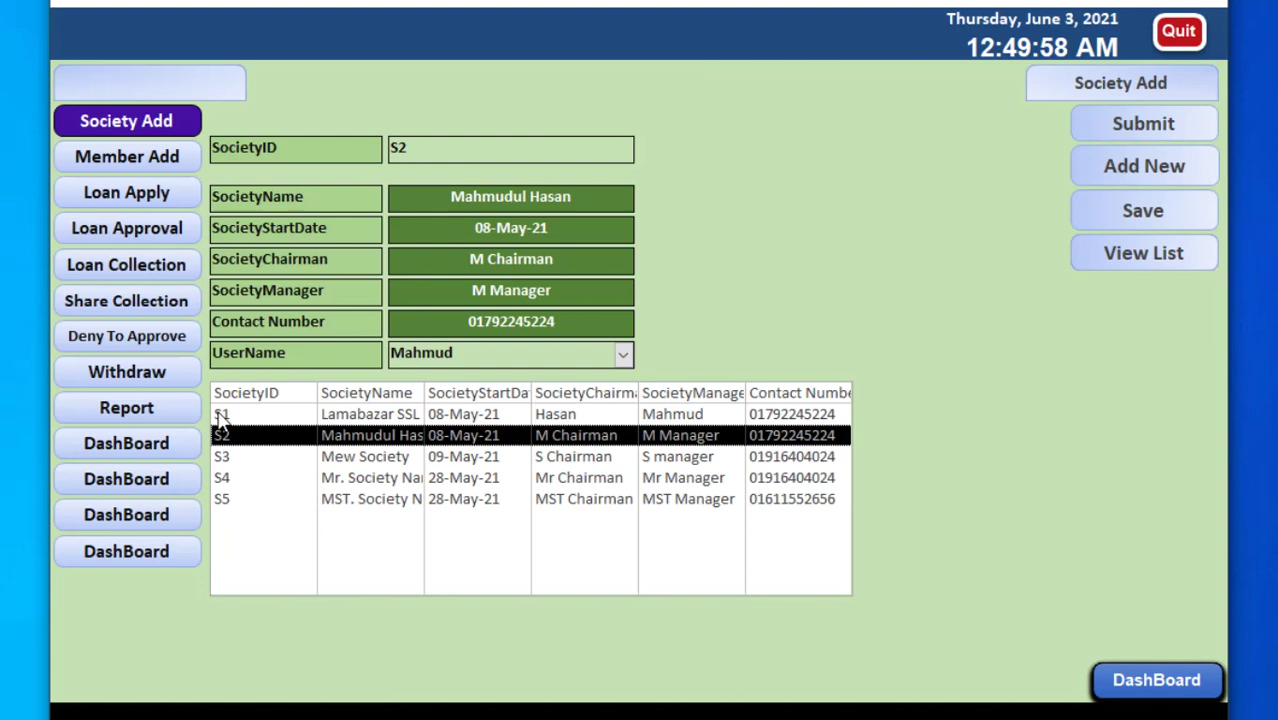 Thursday, June 3, 2021
12:49:58 AM
Quit
Society Add
Society Add
Member Add
Loan Apply
Loan Approval
Loan Collection
Share Collection
Deny To Approve
Withdraw
Report
DashBoard
DashBoard
DashBoard
DashBoard
SocietyID S2
SocietyName Mahmudul Hasan
SocietyStartDate 08-May-21
SocietyChairman M Chairman
SocietyManager M Manager
Contact Number 01792245224
UserName Mahmud
Submit
Add New
Save
View List
SocietyID SocietyName SocietyStartDa SocietyChairm SocietyManage Contact Numbe
S1 Lamabazar SSL 08-May-21 Hasan Mahmud 01792245224
S2 Mahmudul Has 08-May-21 M Chairman M Manager 01792245224
S3 Mew Society 09-May-21 S Chairman S manager 01916404024
S4 Mr. Society Nar 28-May-21 Mr Chairman Mr Manager 01916404024
S5 MST. Society N 28-May-21 MST Chairman MST Manager 01611552656
DashBoard